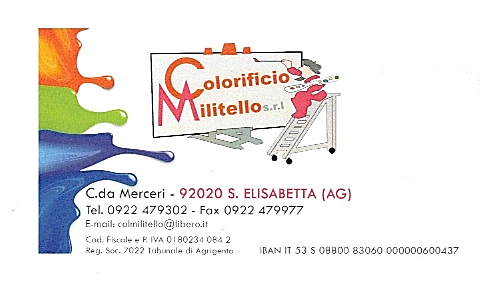 Colorificio
Militello s.r.l
C.da Merceri - 92020 S. ELISABETTA (AG)
Tel. 0922 479302 - Fax 0922 479977
E-mail: colmilitello@libero.it
Cod. Fiscale e P. IVA 0180234 084 2
Reg. Soc. 7022 Tribunale di Agrigento
IBAN IT 53 S 08800 83060 000000600437